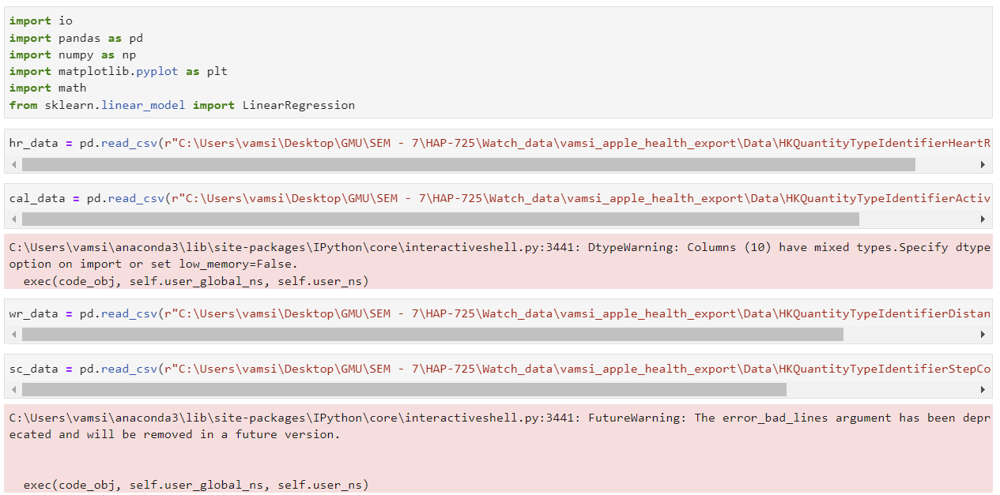 import io
import pandas as pd
import numpy as np
import matplotlib.pyplot as plt
import math
from sklearn.linear_model import LinearRegression
hr_data = pd.read_csv(r"C:\Users\vamsi\Desktop\GMU\SEM - 7\HAP-725\Watch_data\vamsi_apple_health_export\Data\HKQuantityTypeIdentifierHeartR
cal_data = pd.read_csv(r"C:\Users\vamsi\Desktop\GMU\SEM - 7\HAP-725\Watch_data\vamsi_apple_health_export\Data\HKQuantityTypeIdentifierActiv
C:\Users\vamsi\anaconda3\lib\site-packages\IPython\core\interactiveshell.py:3441: DtypeWarning: Columns (10) have mixed types.Specify dtype
option on import or set low_memory=False.
  exec(code_obj, self.user_global_ns, self.user_ns)
wr_data = pd.read_csv(r"C:\Users\vamsi\Desktop\GMU\SEM - 7\HAP-725\Watch_data\vamsi_apple_health_export\Data\HKQuantityTypeIdentifierDistan
sc_data = pd.read_csv(r"C:\Users\vamsi\Desktop\GMU\SEM - 7\HAP-725\Watch_data\vamsi_apple_health_export\Data\HKQuantityTypeIdentifierStepCo
C:\Users\vamsi\anaconda3\lib\site-packages\IPython\core\interactiveshell.py:3441: FutureWarning: The error_bad_lines argument has been depr
ecated and will be removed in a future version.
  exec(code_obj, self.user_global_ns, self.user_ns)